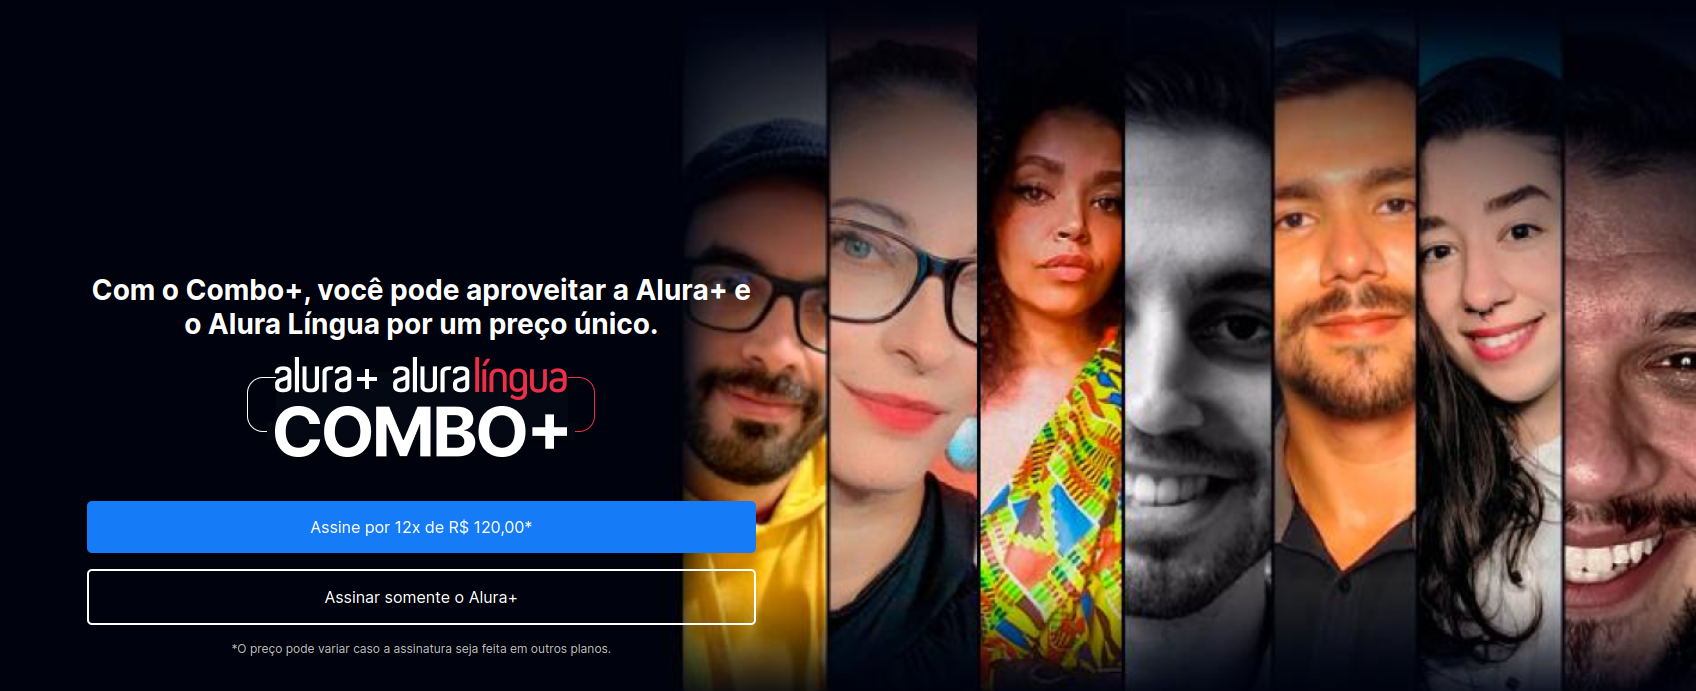 Com o Combo+, você pode aproveitar a Alura+ e
o Alura Língua por um preço único.
alura+ aluralíngua
COMBO+
Assine por 12x de R$ 120,00*
Assinar somente o Alura+
*O preço pode variar caso a assinatura seja feita em outros planos.